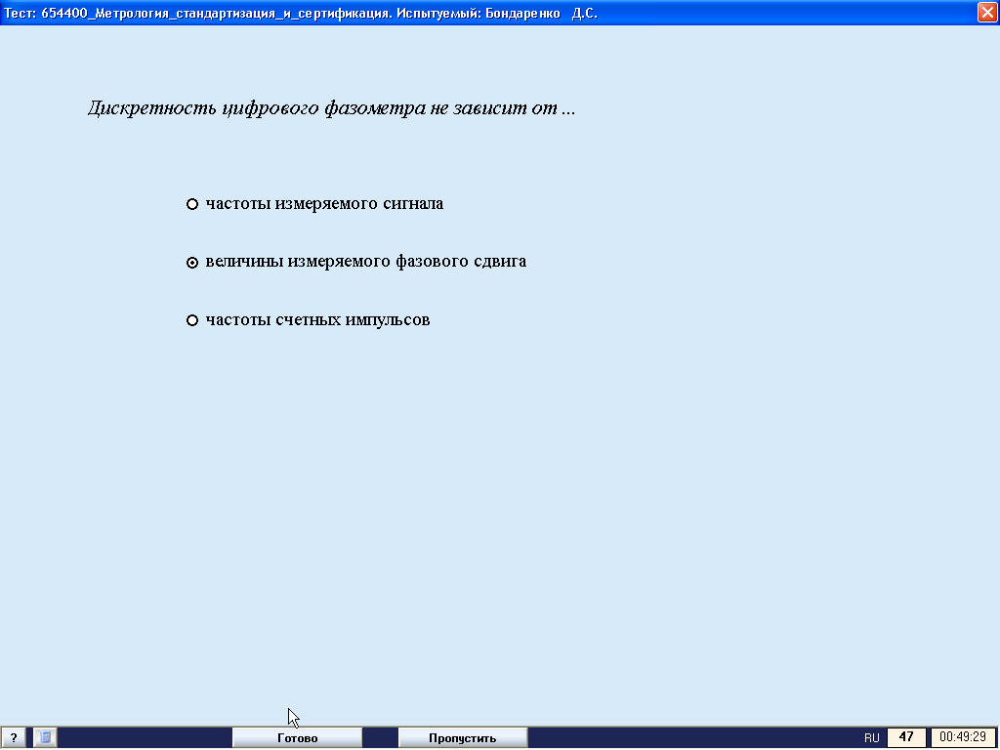 Тест: 654400_Метрология_стандартизация_и_сертификация. Испытуемый: Бондаренко Д.С.
Дискретность цифрового фазометра не зависит от ...
частоты измеряемого сигнала
величины измеряемого фазового сдвига
частоты счетных импульсов
? Готово Пропустить RU 47 00:49:29